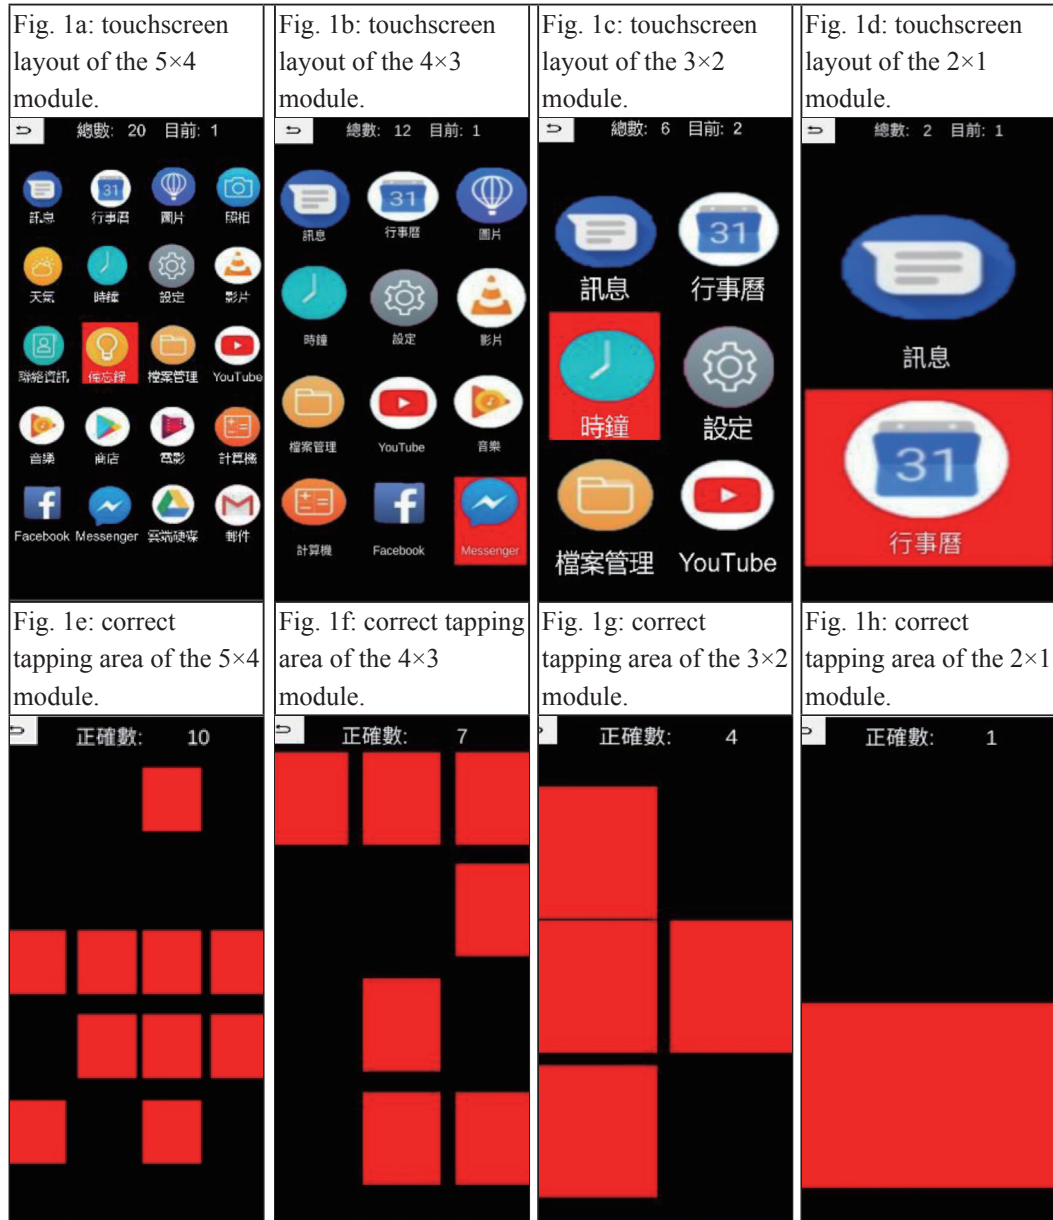 Fig. 1a: touchscreen
layout of the 5×4
module.
Fig. 1b: touchscreen
layout of the 4×3
module.
Fig. 1c: touchscreen
layout of the 3×2
module.
Fig. 1d: touchscreen
layout of the 2×1
module.
總數: 20 目前: 1
31
訊息 行事曆 圖片 照相
天氣 時鐘 設定 影片
聯絡資訊 備忘錄 檔案管理 YouTube
音樂 商店 電影 計算機
Facebook Messenger 雲端硬碟 郵件
總數: 12 目前: 1
31
訊息 行事曆 圖片
時鐘 設定 影片
檔案管理 YouTube 音樂
計算機 Facebook Messenger
總數: 6 目前: 2
31
訊息 行事曆
時鐘 設定
檔案管理 YouTube
總數: 2 目前: 1
訊息
31
行事曆
Fig. 1e: correct
tapping area of the 5×4
module.
Fig. 1f: correct tapping
area of the 4×3
module.
Fig. 1g: correct
tapping area of the 3×2
module.
Fig. 1h: correct
tapping area of the 2×1
module.
正確數: 10
正確數: 7
正確數: 4
正確數: 1